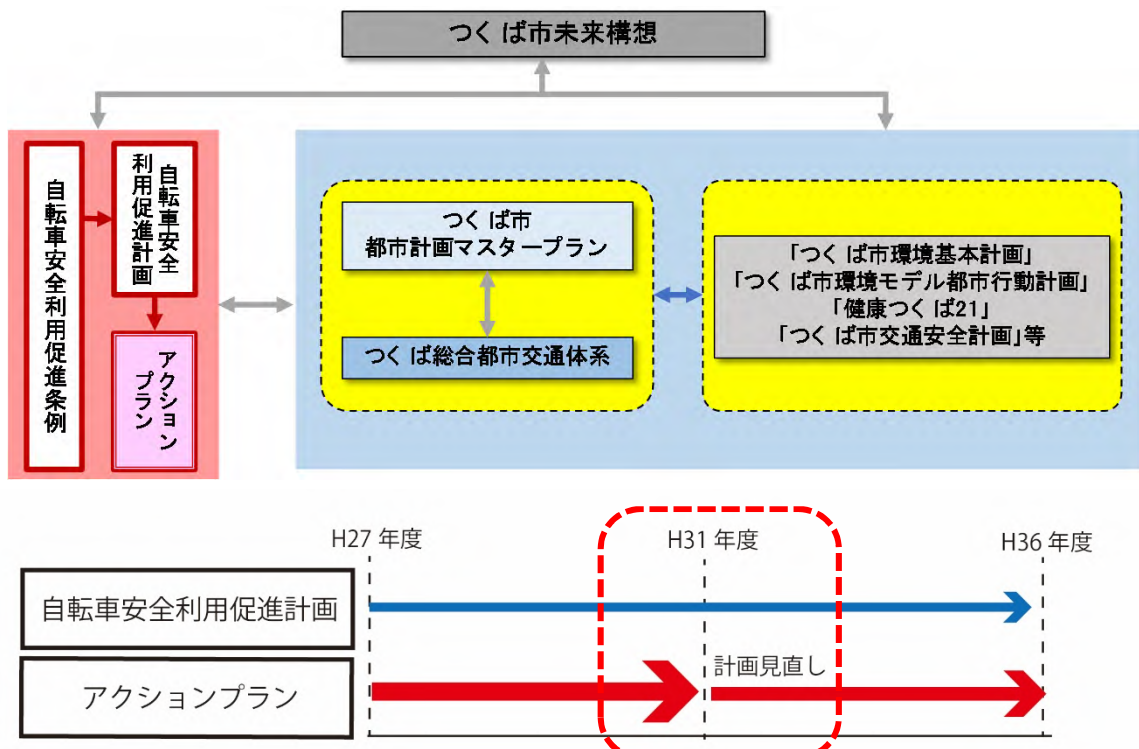 つくば市未来構想
自転車安全利用促進条例
自転車安全
利用促進計画
アクション
プラン
つくば市
都市計画マスタープラン
つくば総合都市交通体系
「つくば市環境基本計画」
「つくば市環境モデル都市行動計画」
「健康つくば21」
「つくば市交通安全計画」等
H27 年度
H31 年度
H36 年度
自転車安全利用促進計画
アクションプラン
計画見直し